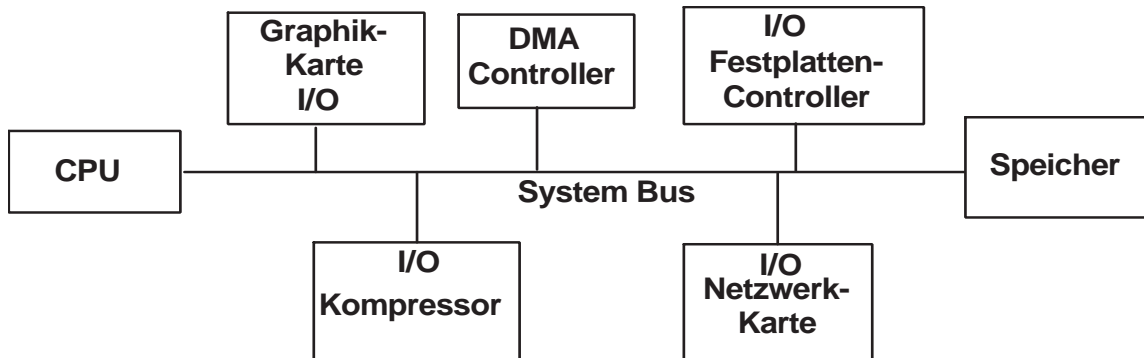 Graphik-
Karte
I/O
DMA
Controller
I/O
Festplatten-
Controller
CPU
Speicher
System Bus
I/O
Kompressor
I/O
Netzwerk-
Karte